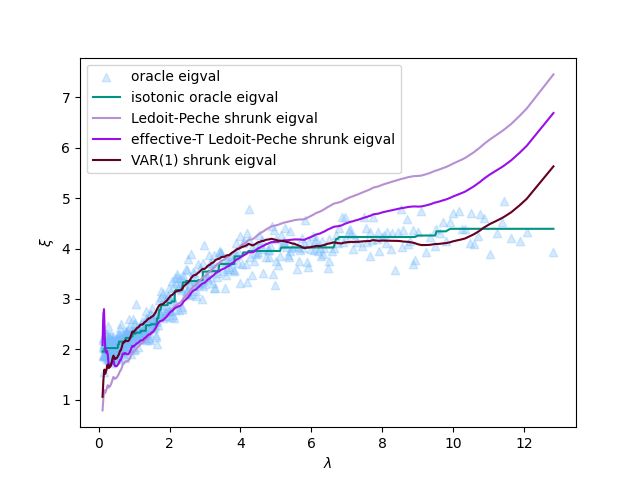 oracle eigval
isotonic oracle eigval
Ledoit-Peche shrunk eigval
effective-T Ledoit-Peche shrunk eigval
VAR(1) shrunk eigval
7
6
5
4
3
2
1
ξ
0
2
4
6
8
10
12
λ